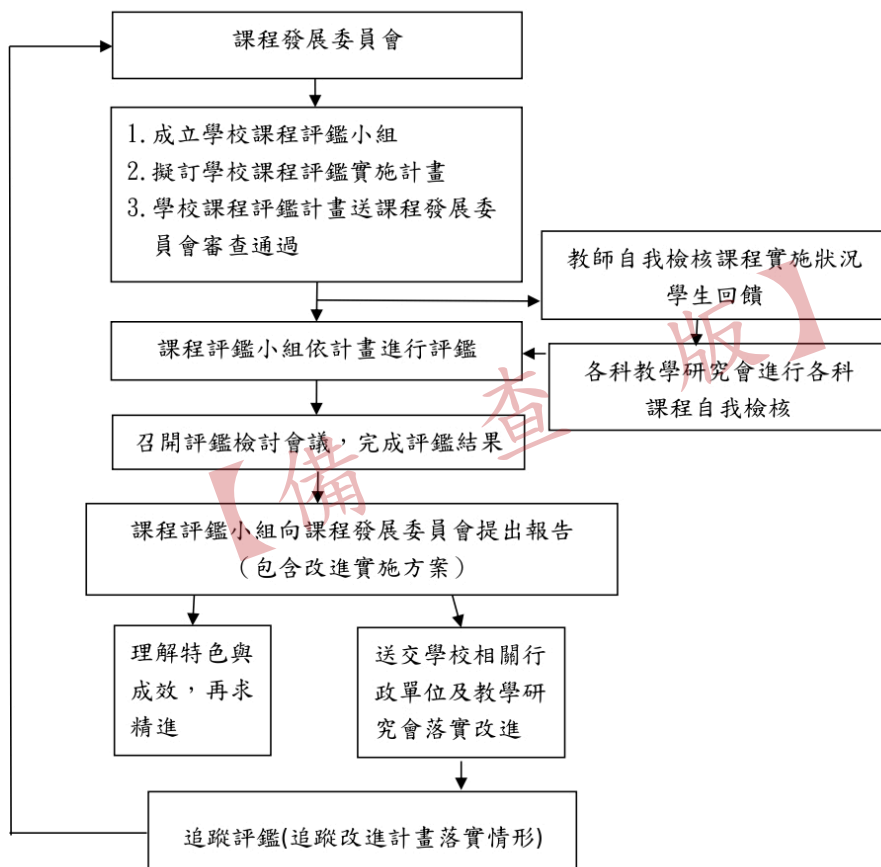 課程發展委員會
1. 成立學校課程評鑑小組
2. 擬訂學校課程評鑑實施計畫
3. 學校課程評鑑計畫送課程發展委
員會審查通過
教師自我檢核課程實施狀況
學生回饋
課程評鑑小組依計畫進行評鑑
各科教學研究會進行各科
課程自我檢核
召開評鑑檢討會議，完成評鑑結果
課程評鑑小組向課程發展委員會提出報告
（包含改進實施方案）
理解特色與
成效，再求
精進
送交學校相關行
政單位及教學研
究會落實改進
追蹤評鑑(追蹤改進計畫落實情形)
【備查版】